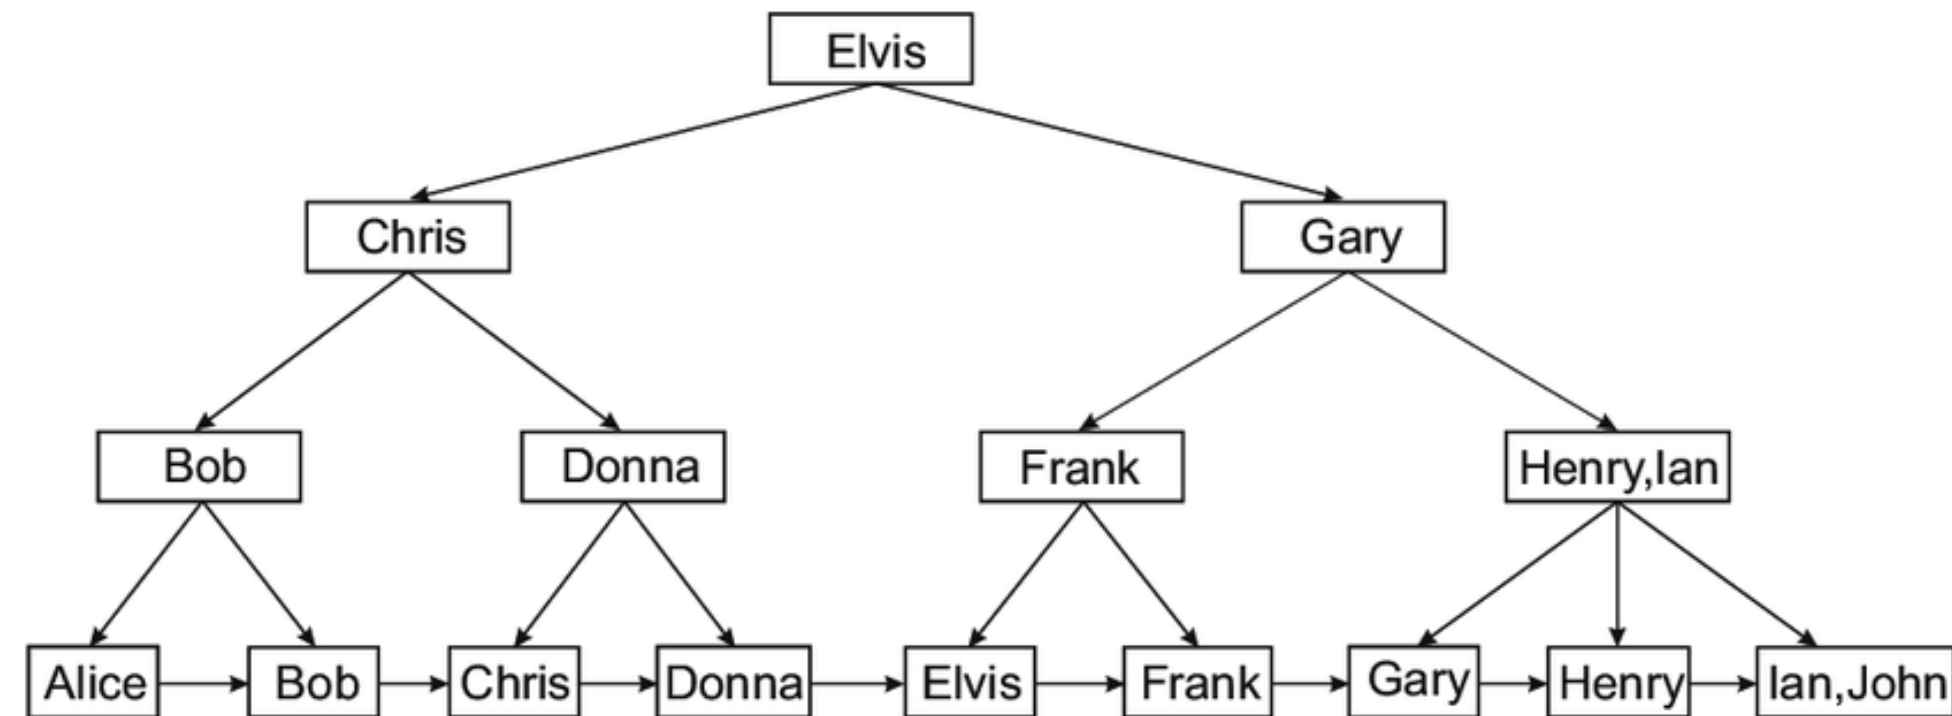 Elvis
Chris
Gary
Bob
Donna
Frank
Henry,Ian
Alice
Bob
Chris
Donna
Elvis
Frank
Gary
Henry
Ian,John